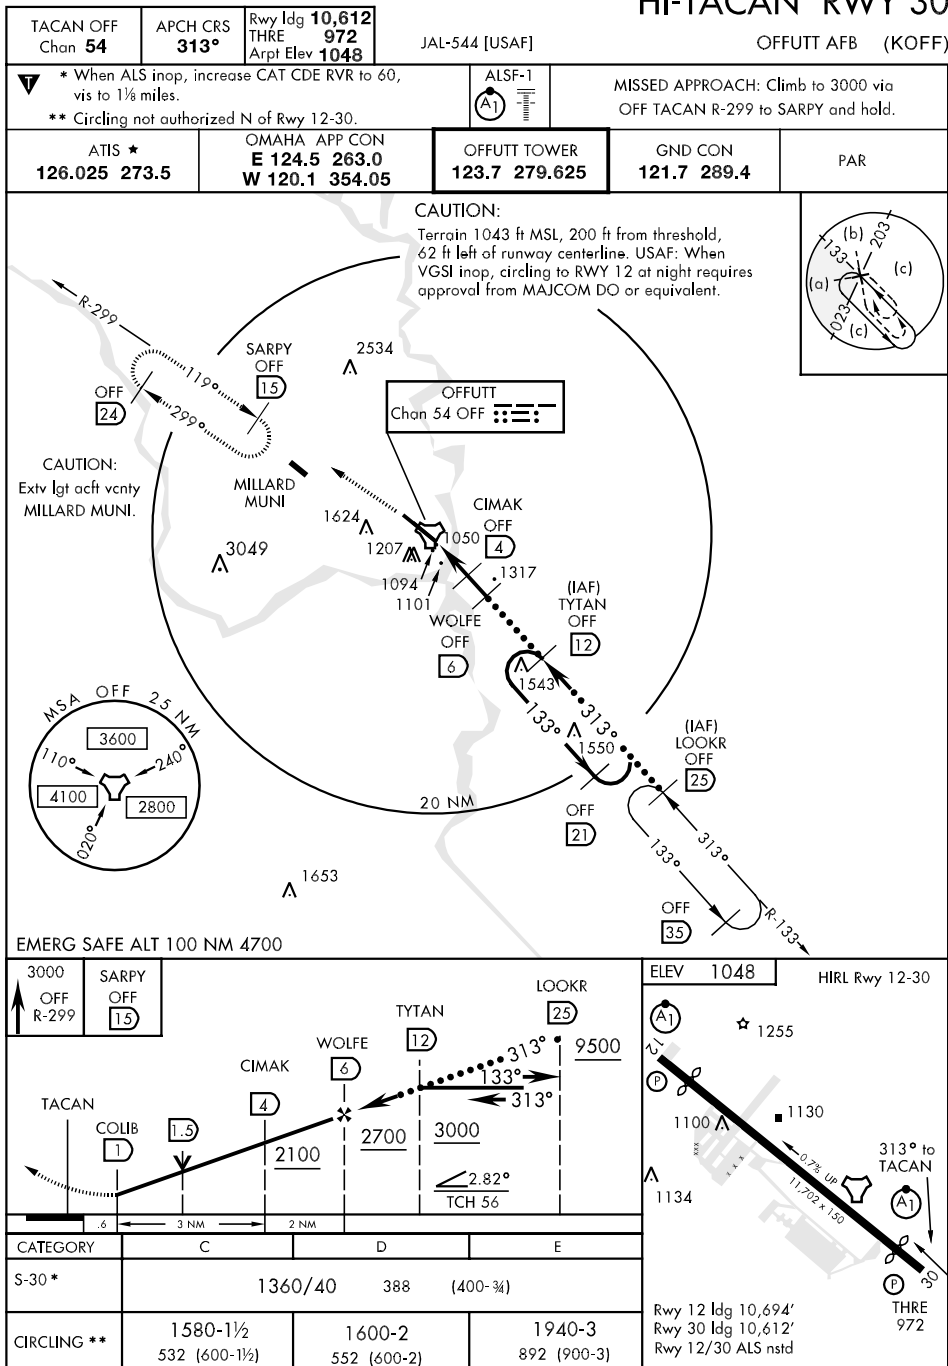 HI-TACAN RWY 30
TACAN OFF
Chan 54
APCH CRS
313°
Rwy ldg 10,612
THRE 972
Arpt Elev 1048
JAL-544 [USAF]
OFFUTT AFB (KOFF)
T
* When ALS inop, increase CAT CDE RVR to 60,
vis to 1⅛ miles.
** Circling not authorized N of Rwy 12-30.
ALSF-1
A1
MISSED APPROACH: Climb to 3000 via
OFF TACAN R-299 to SARPY and hold.
ATIS ★
126.025 273.5
OMAHA APP CON
E 124.5 263.0
W 120.1 354.05
OFFUTT TOWER
123.7 279.625
GND CON
121.7 289.4
PAR
CAUTION:
Terrain 1043 ft MSL, 200 ft from threshold,
62 ft left of runway centerline. USAF: When
VGSI inop, circling to RWY 12 at night requires
approval from MAJCOM DO or equivalent.
133
(b)
203
(a)
(c)
023
(c)
R-299
119°
299°
SARPY
OFF
15
OFF
24
2534
OFFUTT
Chan 54 OFF
CAUTION:
Extv lgt acft vcnty
MILLARD MUNI.
MILLARD
MUNI
3049
1624
1207
1094
1101
1050
CIMAK
OFF
4
1317
WOLFE
OFF
6
(IAF)
TYTAN
OFF
12
1543
133°
313°
1550
(IAF)
LOOKR
OFF
25
OFF
21
20 NM
133°
313°
OFF
35
R-133
MSA OFF 25 NM
3600
110°
240°
4100
2800
020°
1653
EMERG SAFE ALT 100 NM 4700
3000
OFF
R-299
SARPY
OFF
15
TACAN
COLIB
1
1.5
CIMAK
4
WOLFE
6
TYTAN
12
LOOKR
25
313°
9500
133°
313°
2100
2700
3000
2.82°
TCH 56
.6
3 NM
2 NM
CATEGORY C D E
S-30 * 1360/40 388 (400-¾)
CIRCLING **
1580-1½
532 (600-1½)
1600-2
552 (600-2)
1940-3
892 (900-3)
ELEV 1048
HIRL Rwy 12-30
A1
1255
12
P
1100
1130
xxx
x x x
0.7% UP
11,702 x 150
1134
313° to
TACAN
A1
P
30
THRE
972
Rwy 12 ldg 10,694'
Rwy 30 ldg 10,612'
Rwy 12/30 ALS nstd